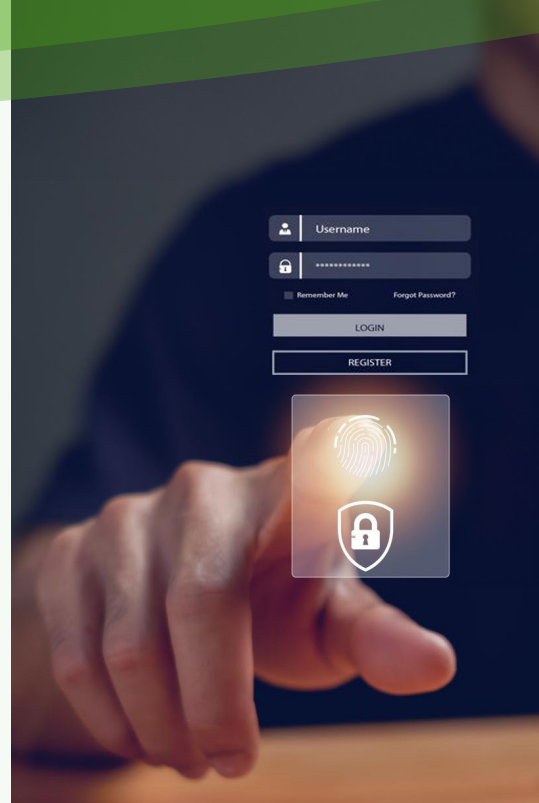 Username
************
Remember Me Forgot Password?
LOGIN
REGISTER